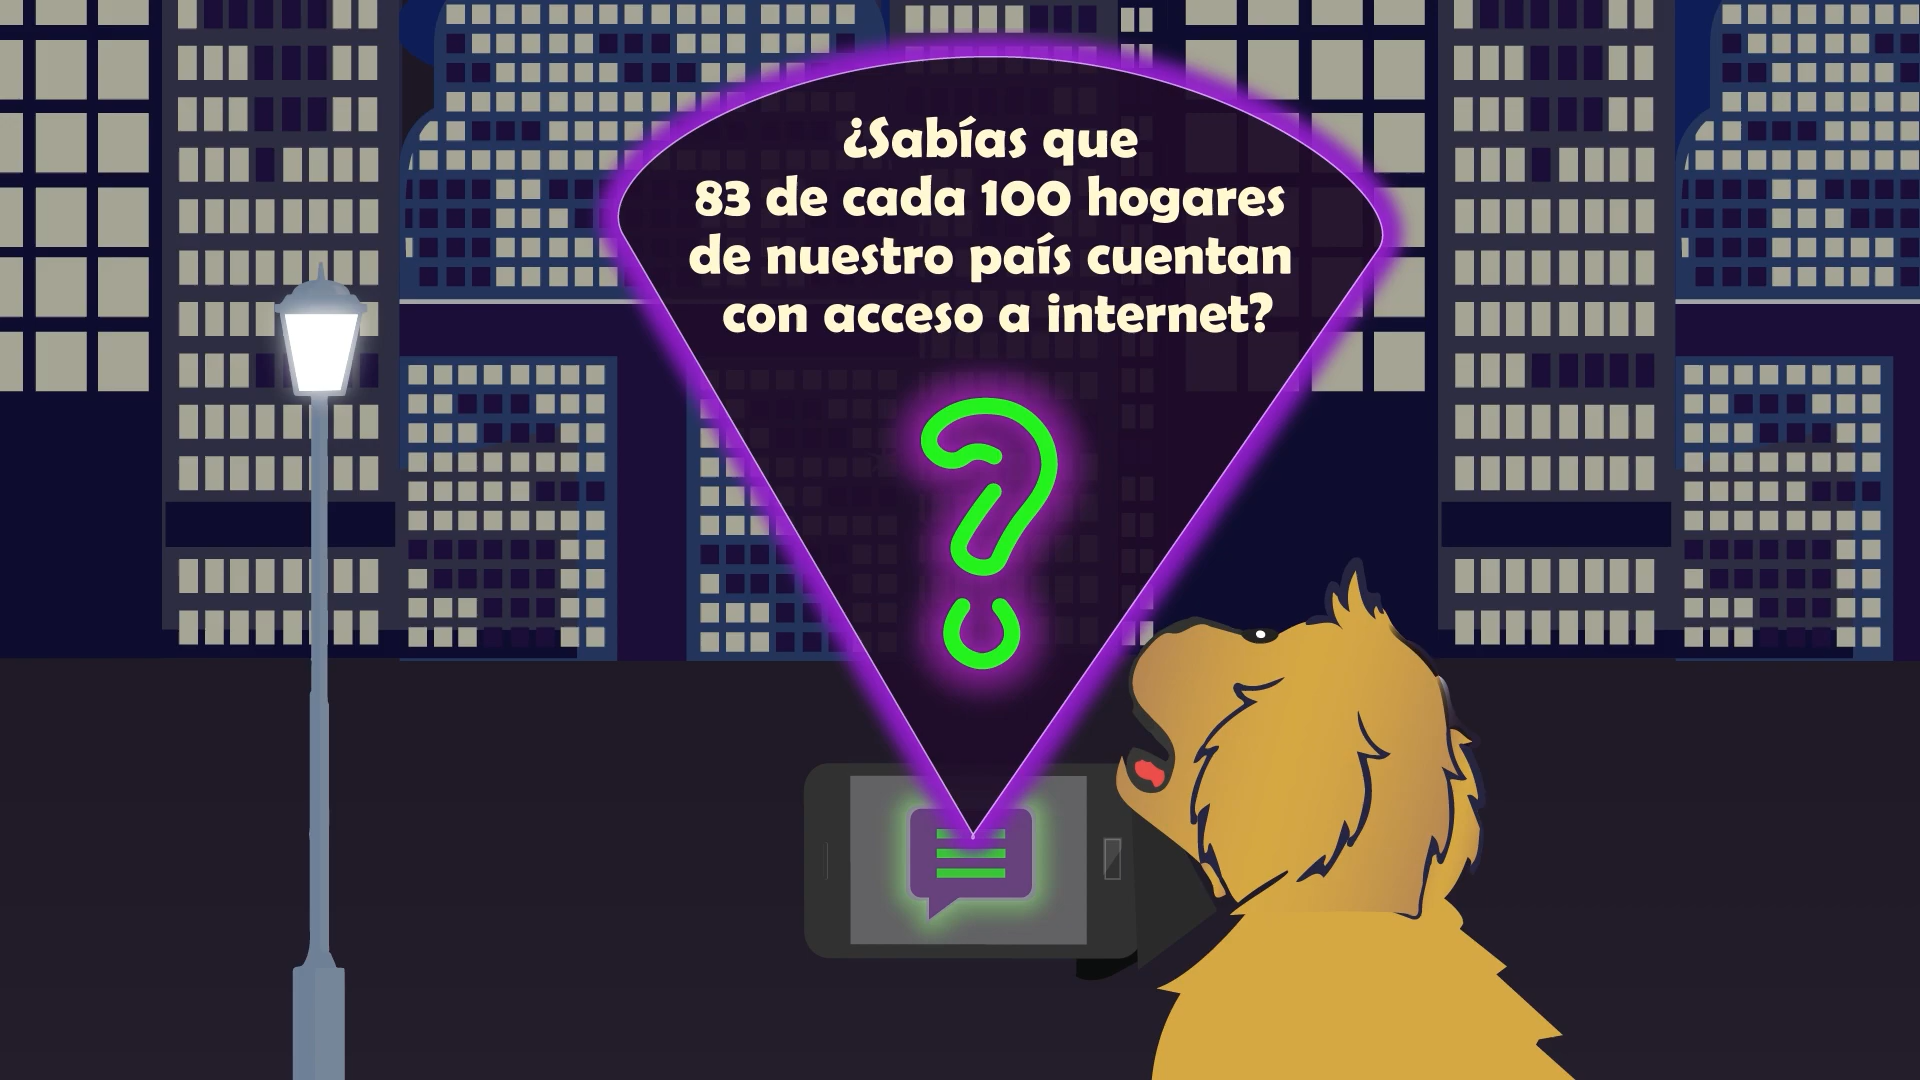 ¿Sabías que
83 de cada 100 hogares
de nuestro país cuentan
con acceso a internet?